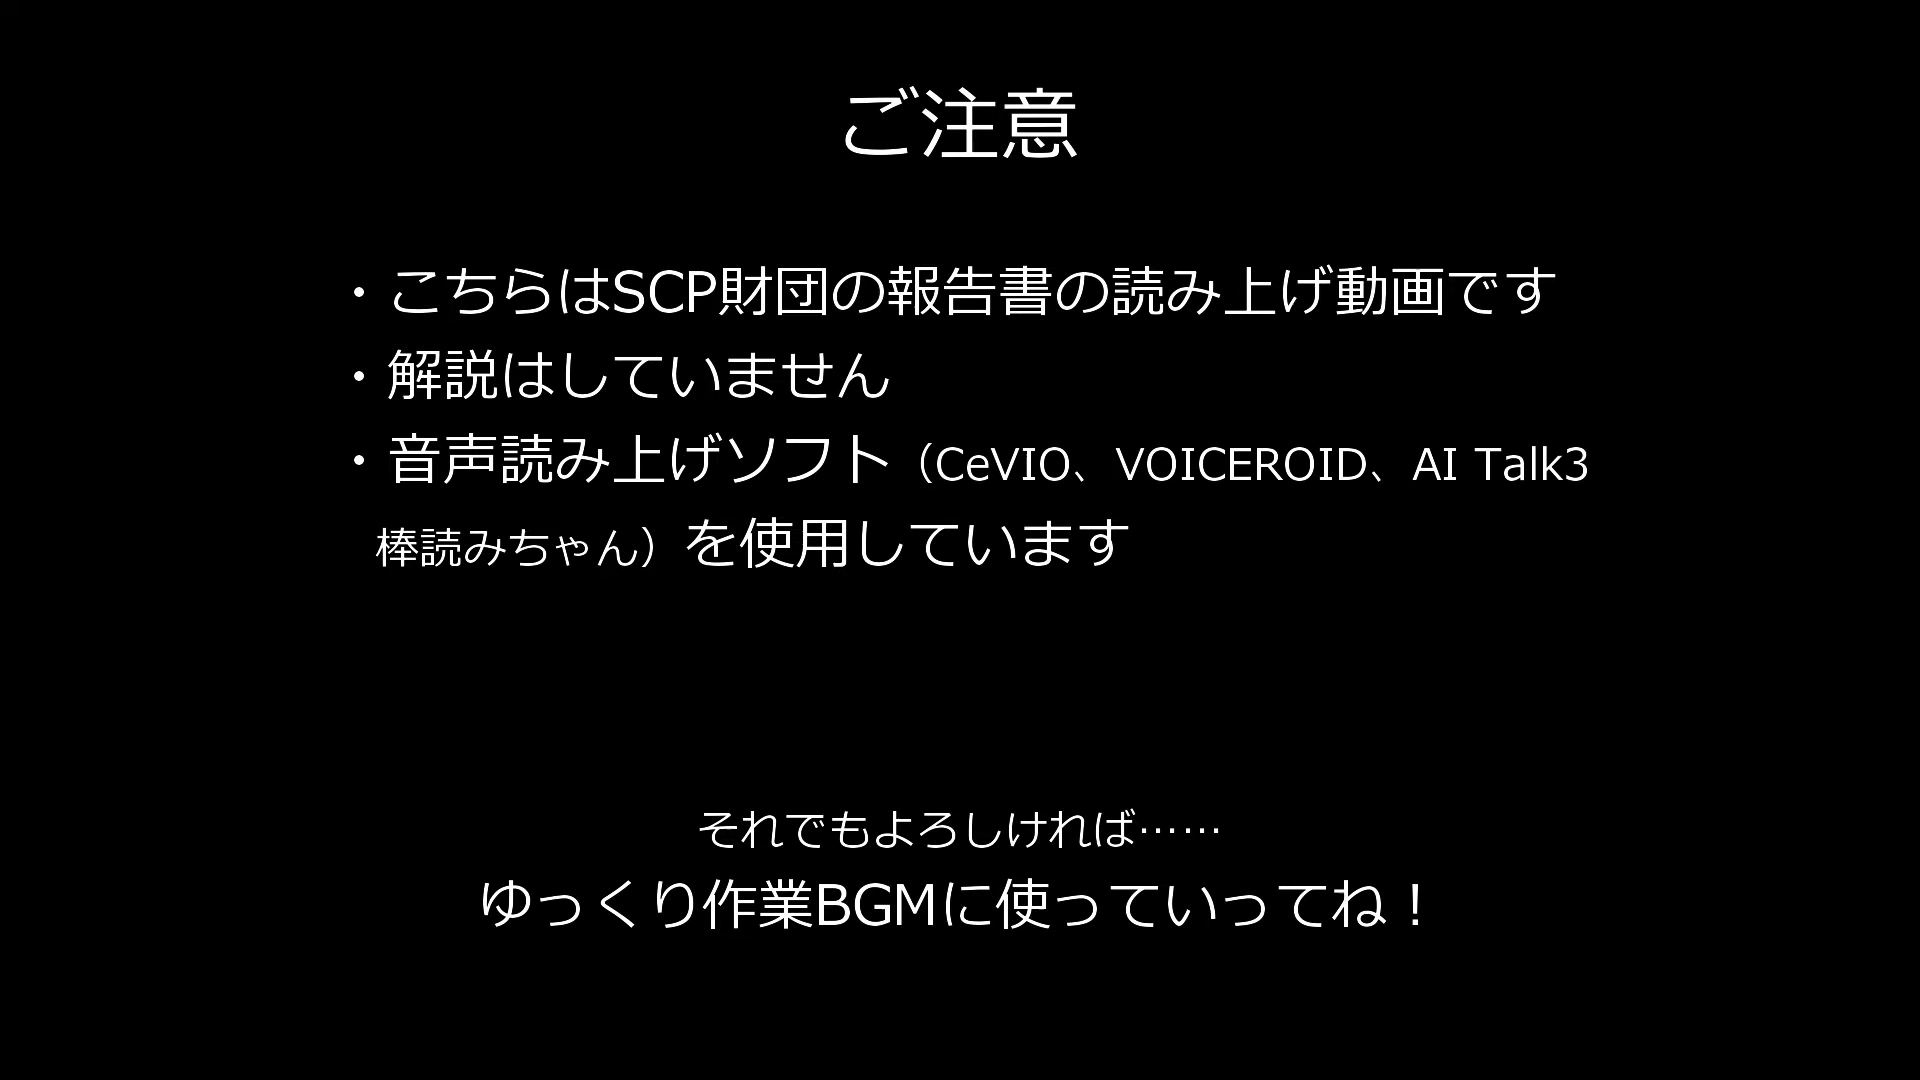 ご注意
・こちらはSCP財団の報告書の読み上げ動画です
・解説はしていません
・音声読み上げソフト（CeVIO、VOICEROID、AI Talk3
棒読みちゃん）を使用しています
それでもよろしければ……
ゆっくり作業BGMに使っていってね！